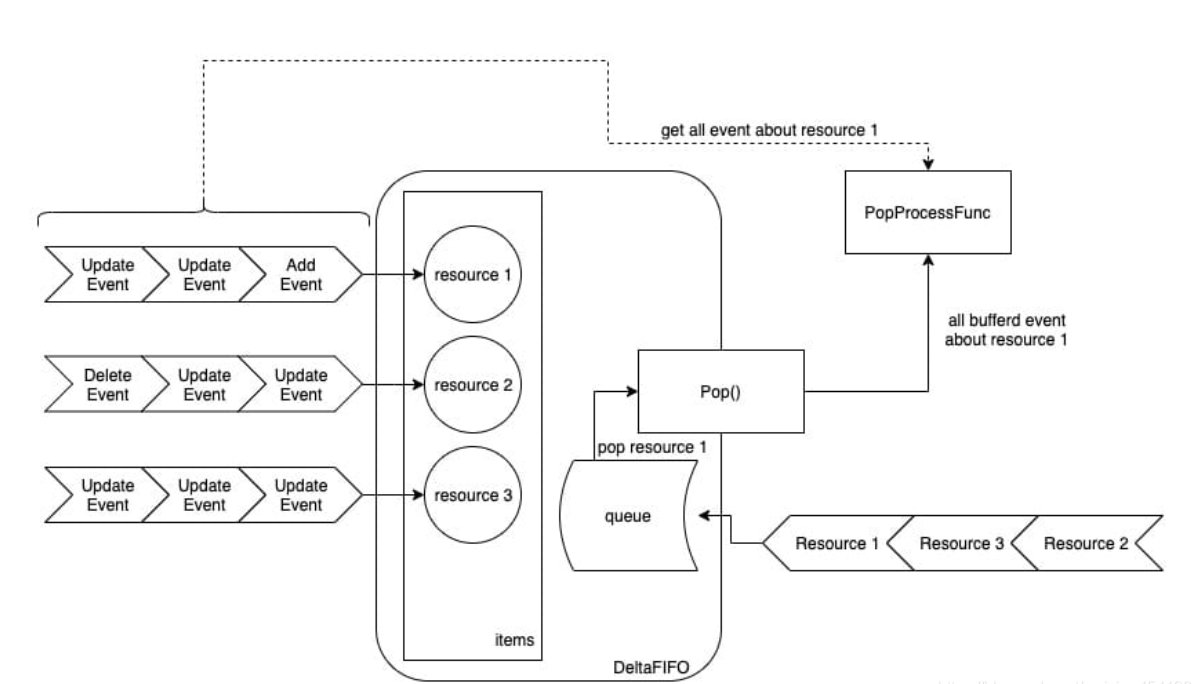 get all event about resource 1
PopProcessFunc
Update
Event
Update
Event
Add
Event
resource 1
all bufferd event
about resource 1
Delete
Event
Update
Event
Update
Event
resource 2
Pop()
pop resource 1
Update
Event
Update
Event
Update
Event
resource 3
queue
Resource 1
Resource 3
Resource 2
items
DeltaFIFO